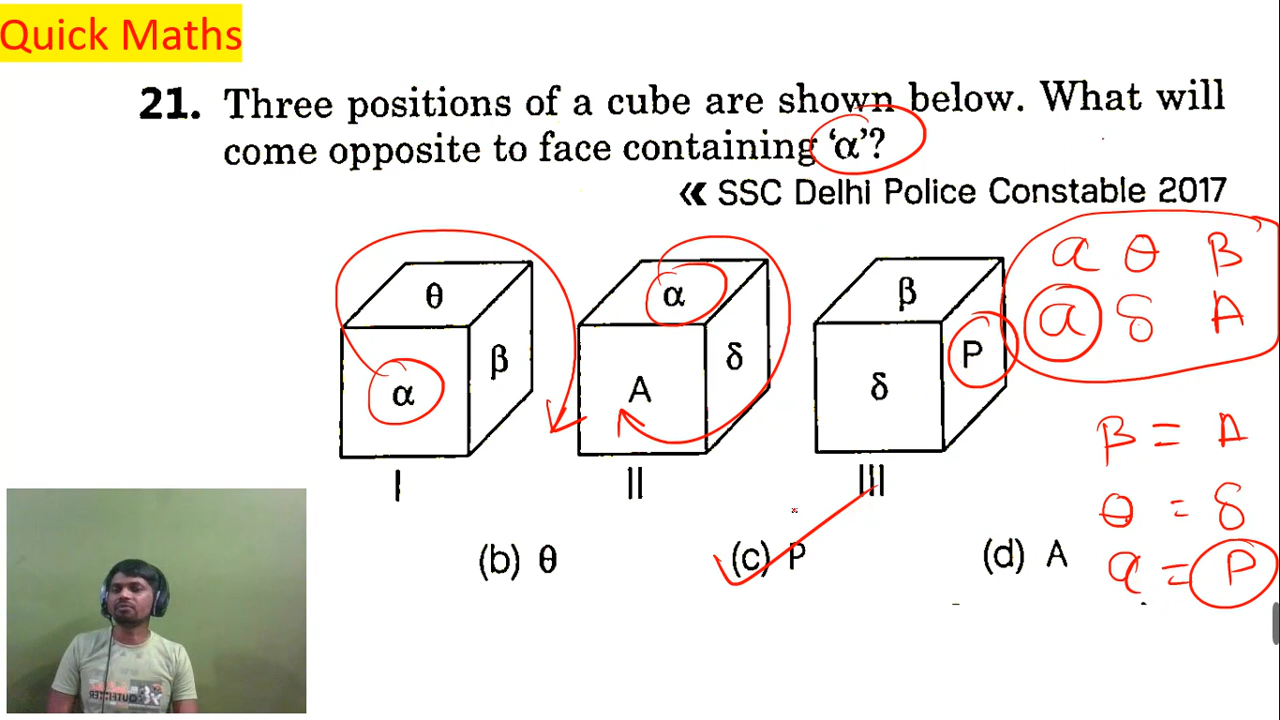 Quick Maths
21. Three positions of a cube are shown below. What will
come opposite to face containing ‘α’?
« SSC Delhi Police Constable 2017
θ
α
β
I
α
A
δ
II
β
δ
P
III
a θ B
a δ A
β = A
θ = δ
a = P
(b) θ
(c) P
(d) A